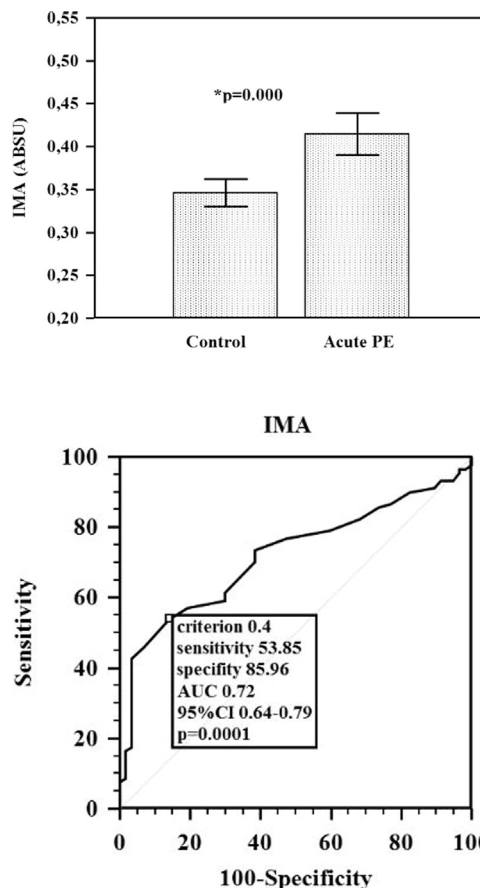 0,55
0,50
*p=0.000
0,45
0,40
IMA (ABSU)
0,35
0,30
0,25
0,20
Control Acute PE
IMA
100
80
60
criterion 0.4
sensitivity 53.85
specifity 85.96
AUC 0.72
95%CI 0.64-0.79
p=0.0001
Sensitivity
40
20
0
0 20 40 60 80 100
100-Specificity